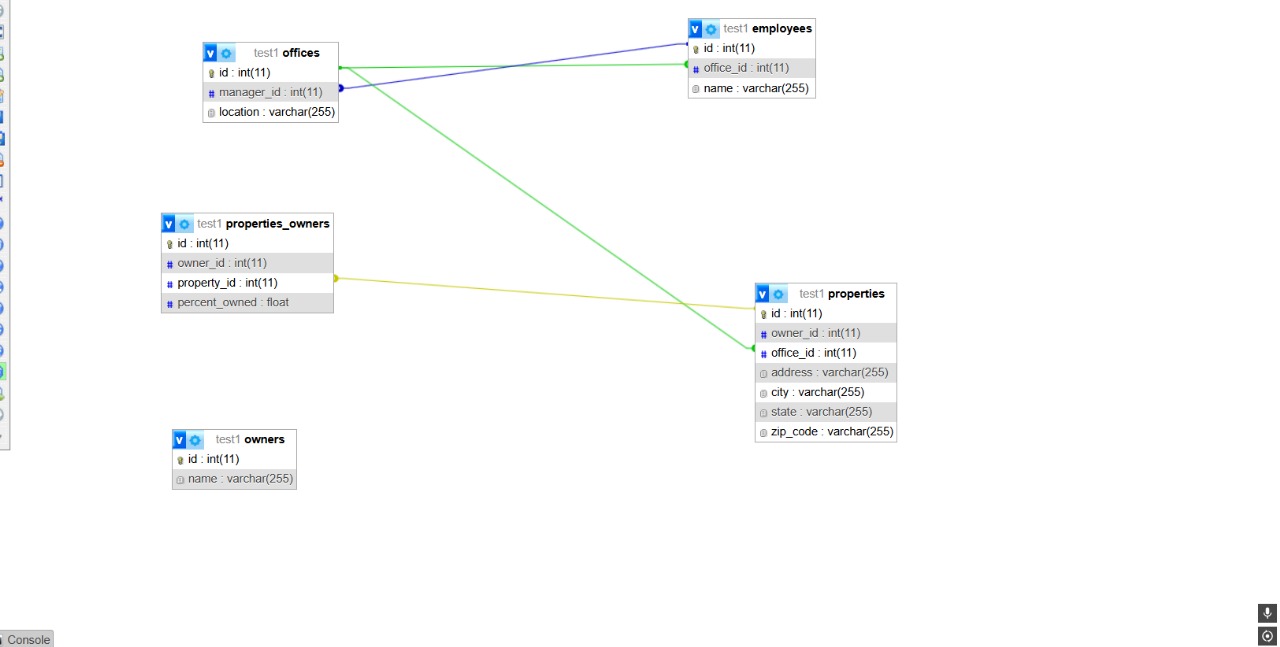 test1 offices
id : int(11)
manager_id : int(11)
location : varchar(255)
test1 employees
id : int(11)
office_id : int(11)
name : varchar(255)
test1 properties_owners
id : int(11)
owner_id : int(11)
property_id : int(11)
percent_owned : float
test1 properties
id : int(11)
owner_id : int(11)
office_id : int(11)
address : varchar(255)
city : varchar(255)
state : varchar(255)
zip_code : varchar(255)
test1 owners
id : int(11)
name : varchar(255)
Console